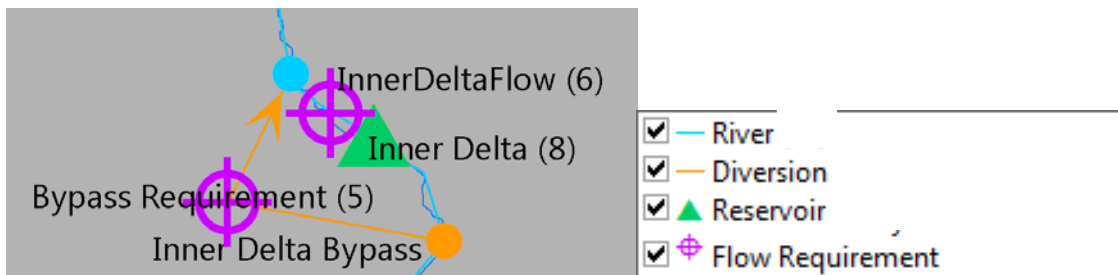 InnerDeltaFlow (6)
Inner Delta (8)
Bypass Requirement (5)
Inner Delta Bypass
River
Diversion
Reservoir
Flow Requirement